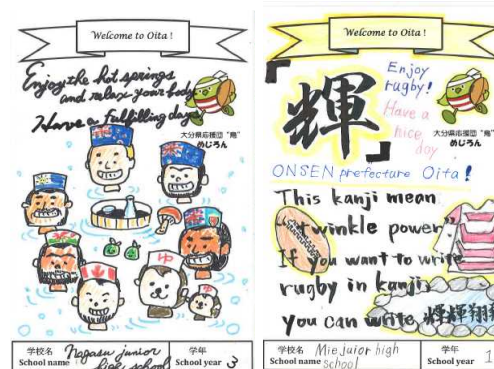 Welcome to Oita !
Enjoy the hot springs
and relax your body.
Have a fulfilling day!
大分県応援団“鳥”
めじろん
ゆ
学校名
School name
Nagasu junior
high school
学年
School year
3
Welcome to Oita !
「輝」
Enjoy
rugby!
Have a
nice
day
大分県応援団“鳥”
めじろん
ONSEN prefecture Oita!
This kanji mean
"twinkle power"
If you want to write
rugby in kanji,
you can write
学校名
School name
Mie juior high
school
学年
School year
1